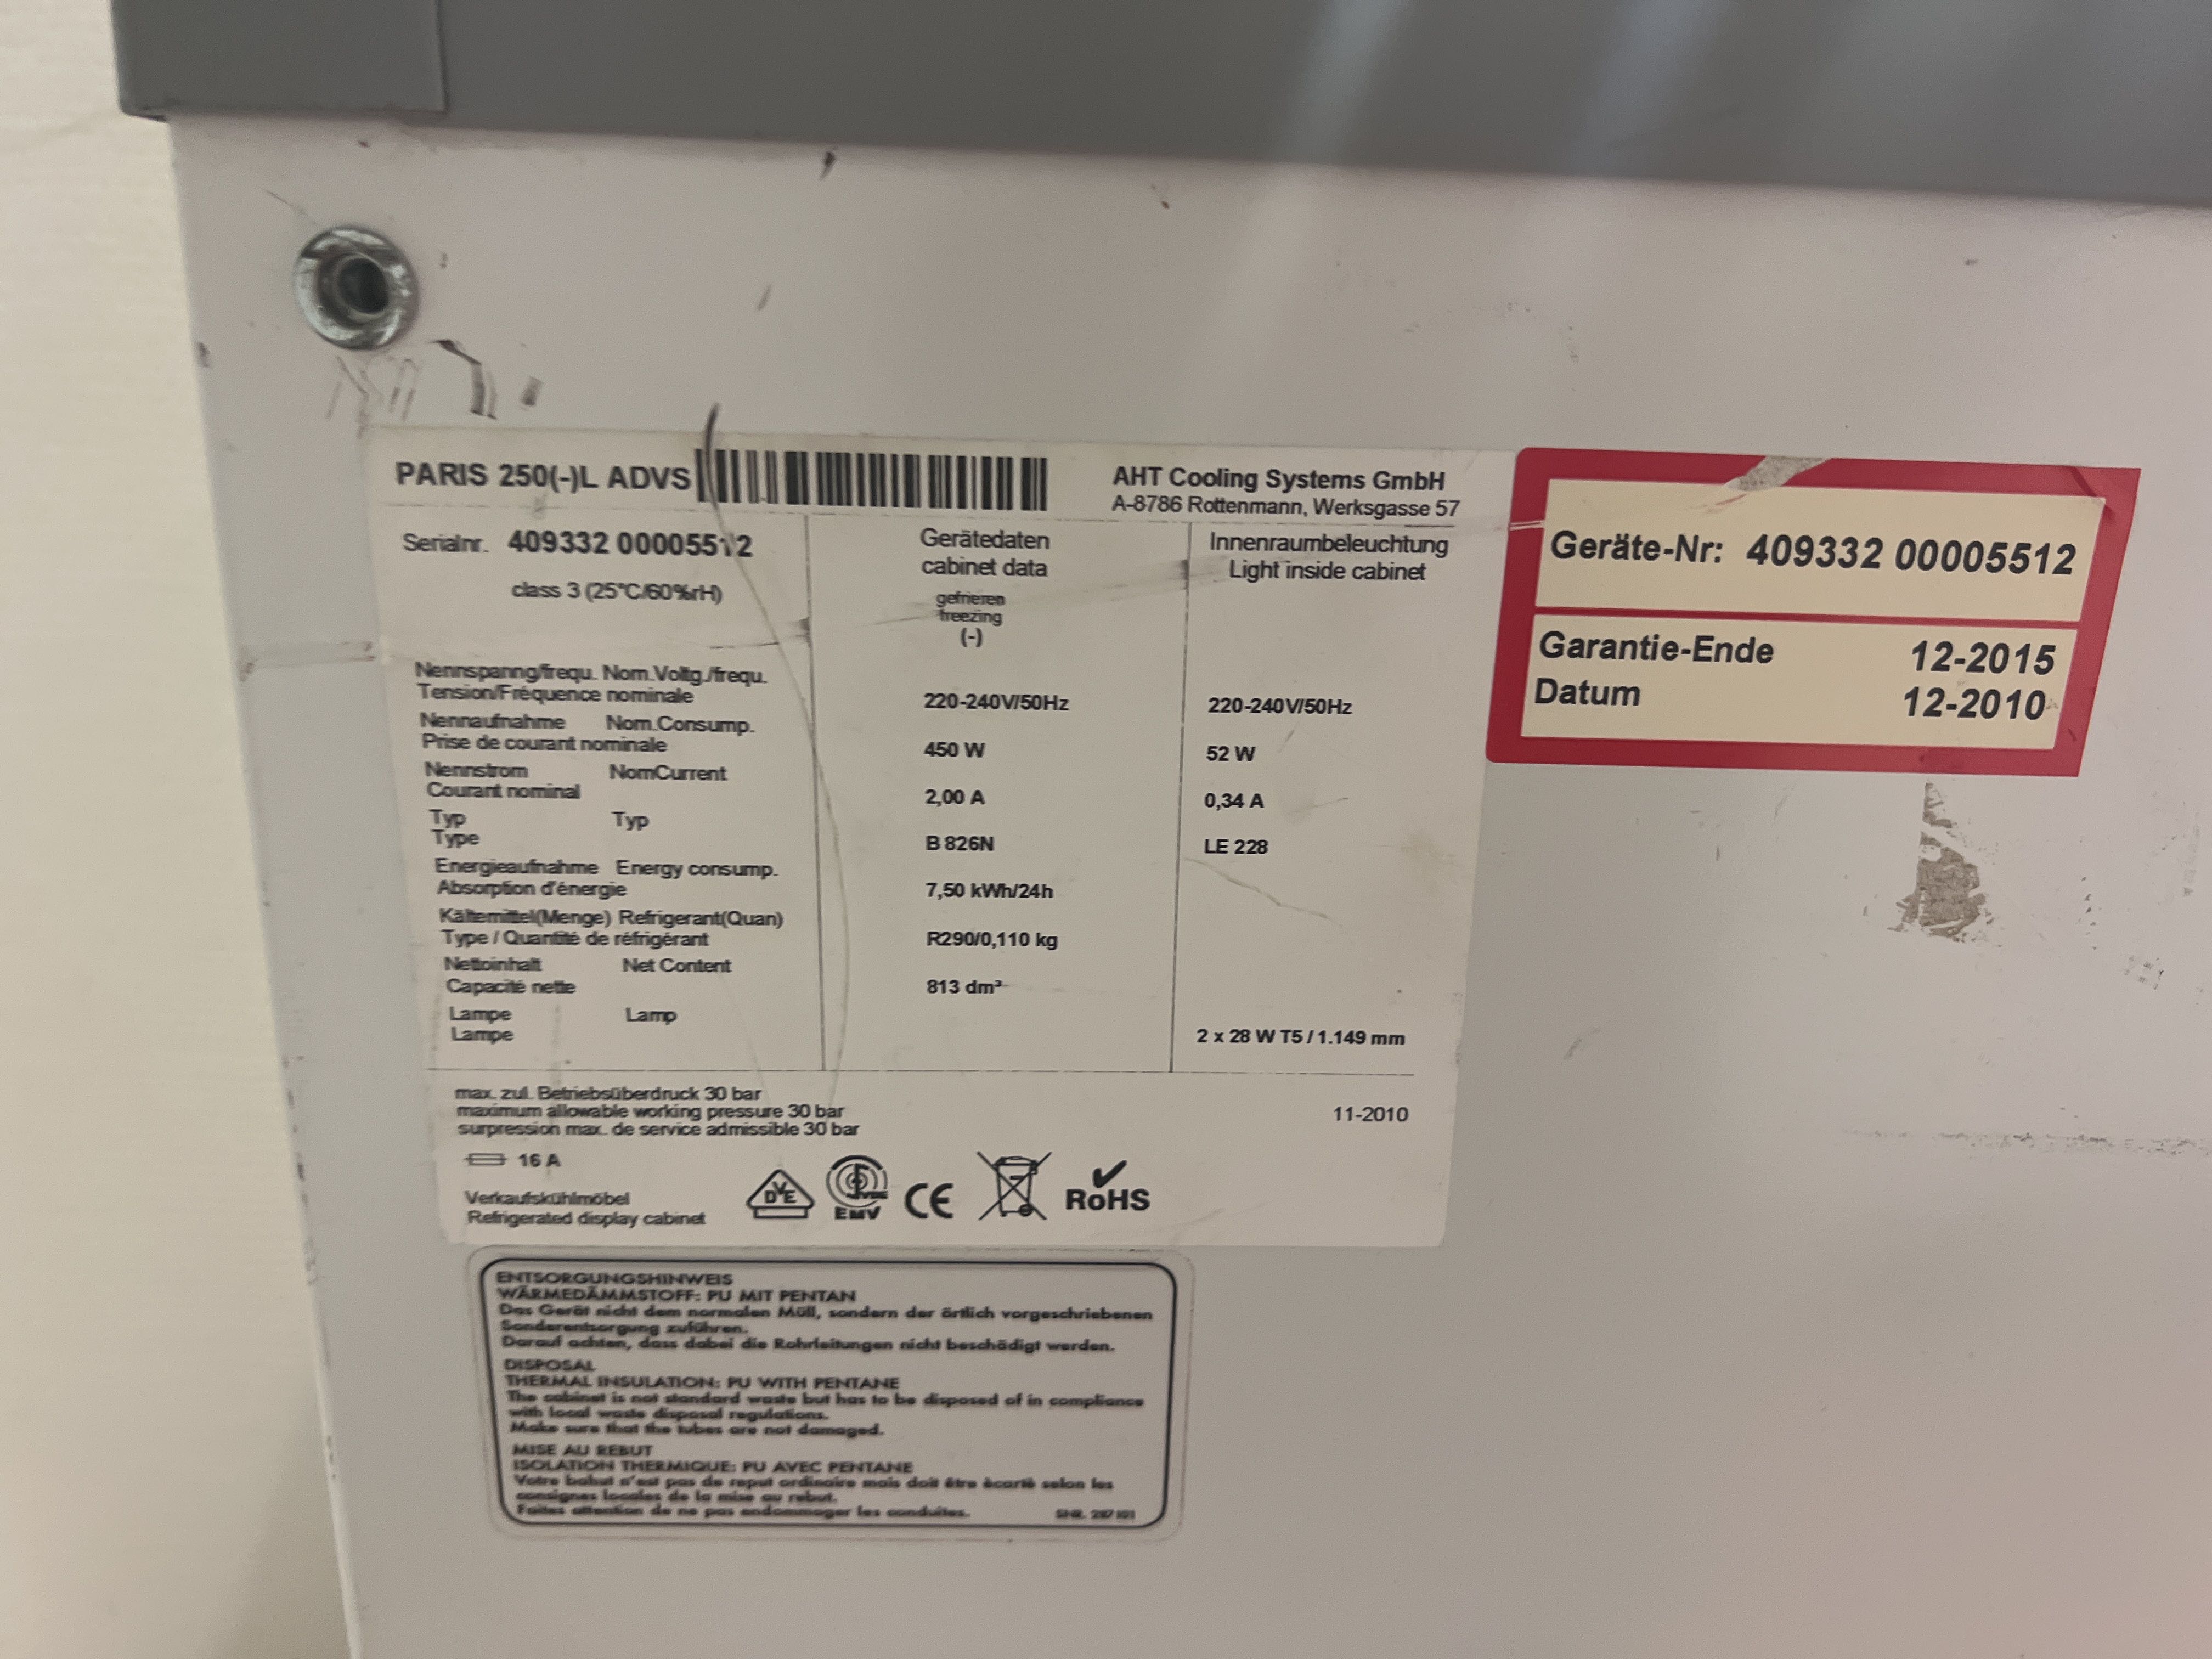 PARIS 250(-)L ADVS
AHT Cooling Systems GmbH
A-8786 Rottenmann, Werksgasse 57
Serialnr. 409332 00005512
class 3 (25°C/60%rH)
Gerätedaten
cabinet data
gefrieren
freezing
(-)
Innenraumbeleuchtung
Light inside cabinet
Nennspanng/frequ. Nom.Voltg./frequ.
Tension/Fréquence nominale
220-240V/50Hz
220-240V/50Hz
Nennaufnahme Nom.Consump.
Prise de courant nominale
450 W
52 W
Nennstrom NomCurrent
Courant nominal
2,00 A
0,34 A
Typ Typ
Type
B 826N
LE 228
Energieaufnahme Energy consump.
Absorption d'énergie
7,50 kWh/24h
Kältemittel(Menge) Refrigerant(Quan)
Type / Quantité de réfrigérant
R290/0,110 kg
Nettoinhalt Net Content
Capacité nette
813 dm³
Lampe Lamp
Lampe
2 x 28 W T5 / 1.149 mm
max. zul. Betriebsüberdruck 30 bar
maximum allowable working pressure 30 bar
surpression max. de service admissible 30 bar
11-2010
16 A
Verkaufskühlmöbel
Refrigerated display cabinet
DVE
EMV
CE
RoHS
Geräte-Nr: 409332 00005512
Garantie-Ende 12-2015
Datum 12-2010
ENTSORGUNGSHINWEIS
WÄRMEDÄMMSTOFF: PU MIT PENTAN
Das Gerät nicht dem normalen Müll, sondern der örtlich vorgeschriebenen
Sonderentsorgung zuführen.
Darauf achten, dass dabei die Rohrleitungen nicht beschädigt werden.
DISPOSAL
THERMAL INSULATION: PU WITH PENTANE
The cabinet is not standard waste but has to be disposed of in compliance
with local waste disposal regulations.
Make sure that the tubes are not damaged.
MISE AU REBUT
ISOLATION THERMIQUE: PU AVEC PENTANE
Votre bahut n'est pas de reput ordinaire mais doit être ècartè selon les
consignes locales de la mise au rebut.
Faites attention de ne pas endommager les conduites.
SNR. 287101